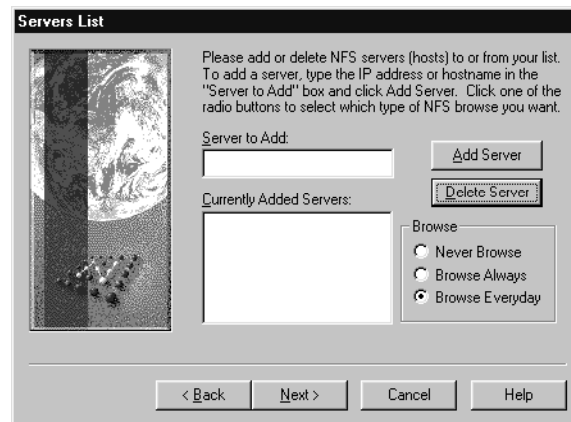 Servers List
Please add or delete NFS servers (hosts) to or from your list.
To add a server, type the IP address or hostname in the
"Server to Add" box and click Add Server. Click one of the
radio buttons to select which type of NFS browse you want.
Server to Add:
Add Server
Delete Server
Currently Added Servers:
Browse
Never Browse
Browse Always
Browse Everyday
< Back
Next >
Cancel
Help